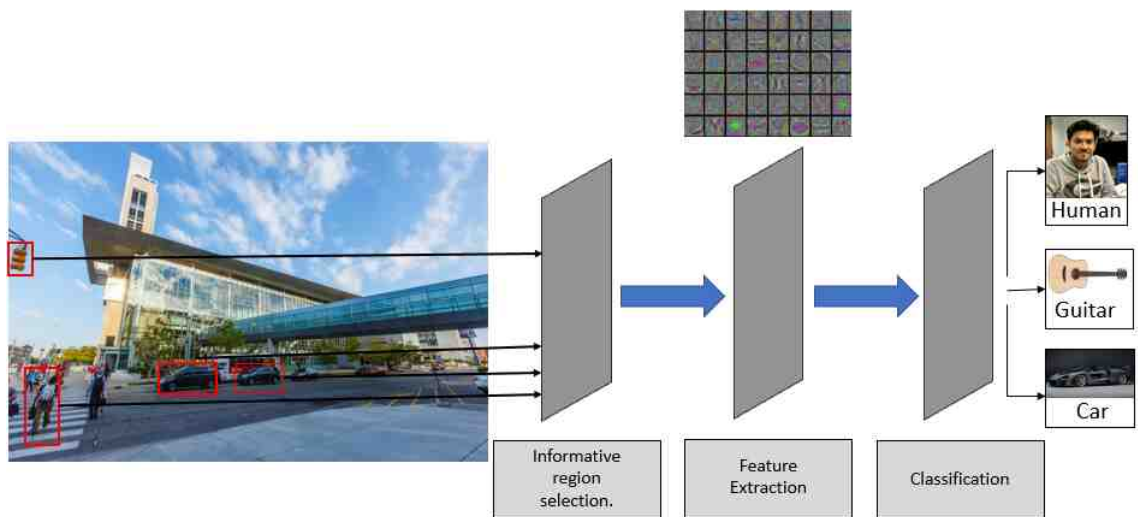 Human
Guitar
Car
Informative
region
selection.
Feature
Extraction
Classification